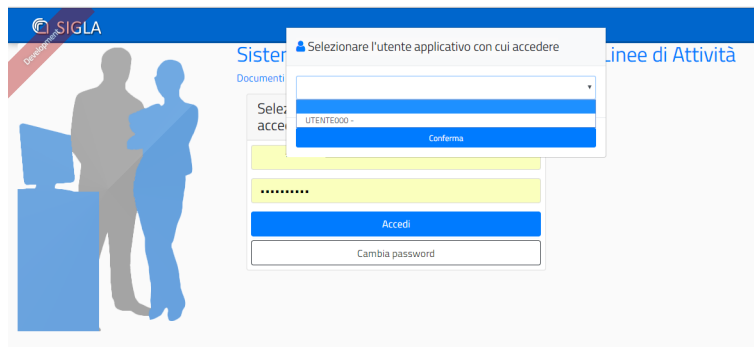 SIGLA
Development
Selezionare l'utente applicativo con cui accedere
Sister
Linee di Attività
Documenti
UTENTE000 -
Conferma
Selez
acced
Accedi
Cambia password